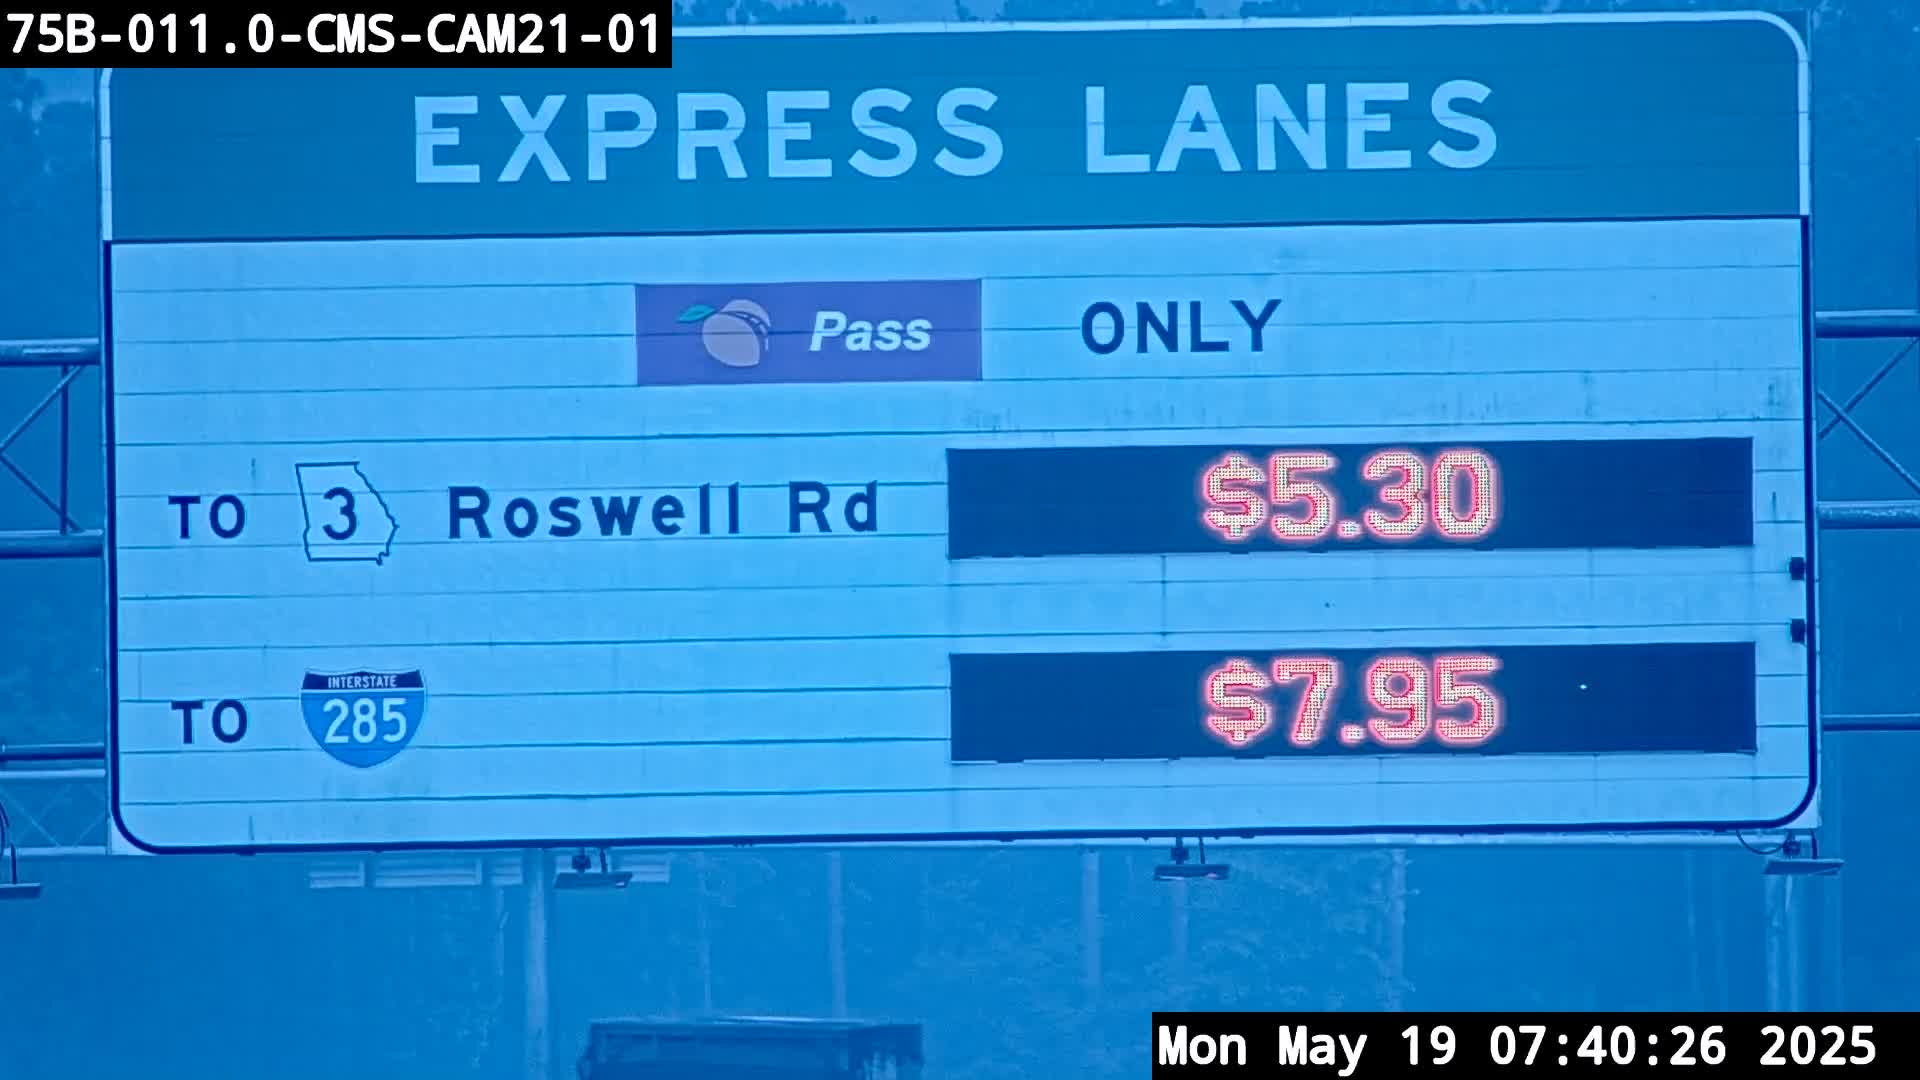 75B-011.0-CMS-CAM21-01
EXPRESS LANES
Pass ONLY
TO 3 Roswell Rd $5.30
INTERSTATE
TO 285 $7.95
Mon May 19 07:40:26 2025